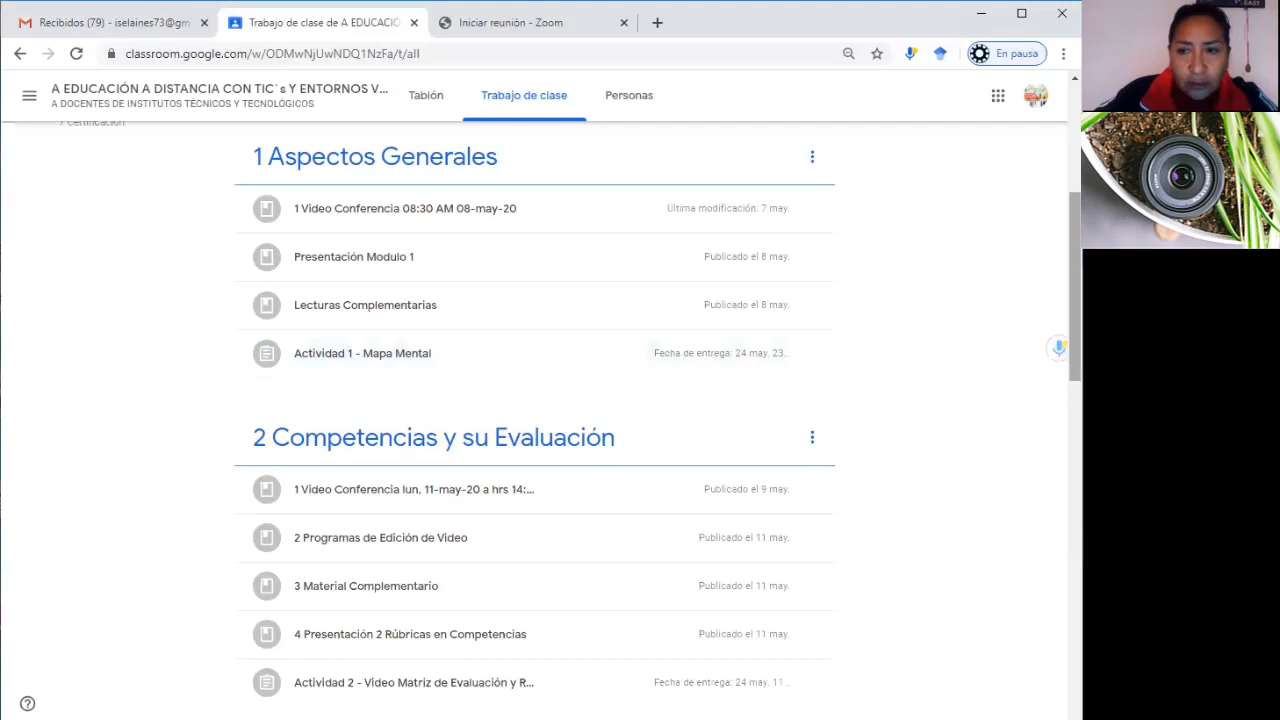 Recibidos (79) - iselaines73@gm
Trabajo de clase de A EDUCACIÓ
Iniciar reunión - Zoom
classroom.google.com/w/ODMwNjUwNDQ1NzFa/t/all
En pausa
A EDUCACIÓN A DISTANCIA CON TIC`s Y ENTORNOS V...
A DOCENTES DE INSTITUTOS TÉCNICOS Y TECNOLÓGICOS
Tablón
Trabajo de clase
Personas
7 Certificación
1 Aspectos Generales
1 Video Conferencia 08:30 AM 08-may-20
Última modificación: 7 may.
Presentación Modulo 1
Publicado el 8 may.
Lecturas Complementarias
Publicado el 8 may.
Actividad 1 - Mapa Mental
Fecha de entrega: 24 may. 23...
2 Competencias y su Evaluación
1 Video Conferencia lun, 11-may-20 a hrs 14:...
Publicado el 9 may.
2 Programas de Edición de Video
Publicado el 11 may.
3 Material Complementario
Publicado el 11 may.
4 Presentación 2 Rúbricas en Competencias
Publicado el 11 may.
Actividad 2 - Video Matriz de Evaluación y R...
Fecha de entrega: 24 may. 11...